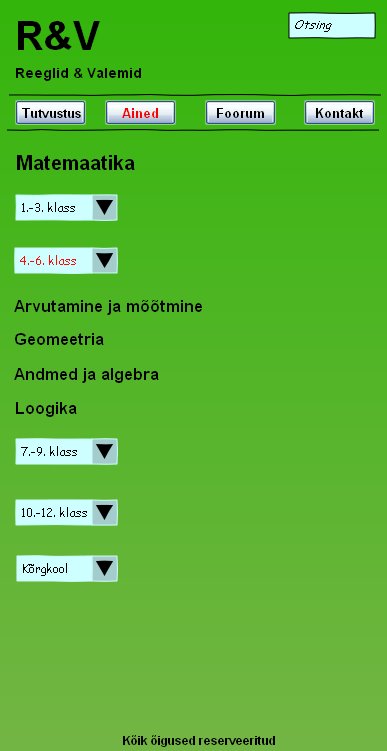 R&V
Otsing
Reeglid & Valemid
Tutvustus Ained Foorum Kontakt
Matemaatika
1.-3. klass
4.-6. klass
Arvutamine ja mõõtmine
Geomeetria
Andmed ja algebra
Loogika
7.-9. klass
10.-12. klass
Kõrgkool
Kõik õigused reserveeritud